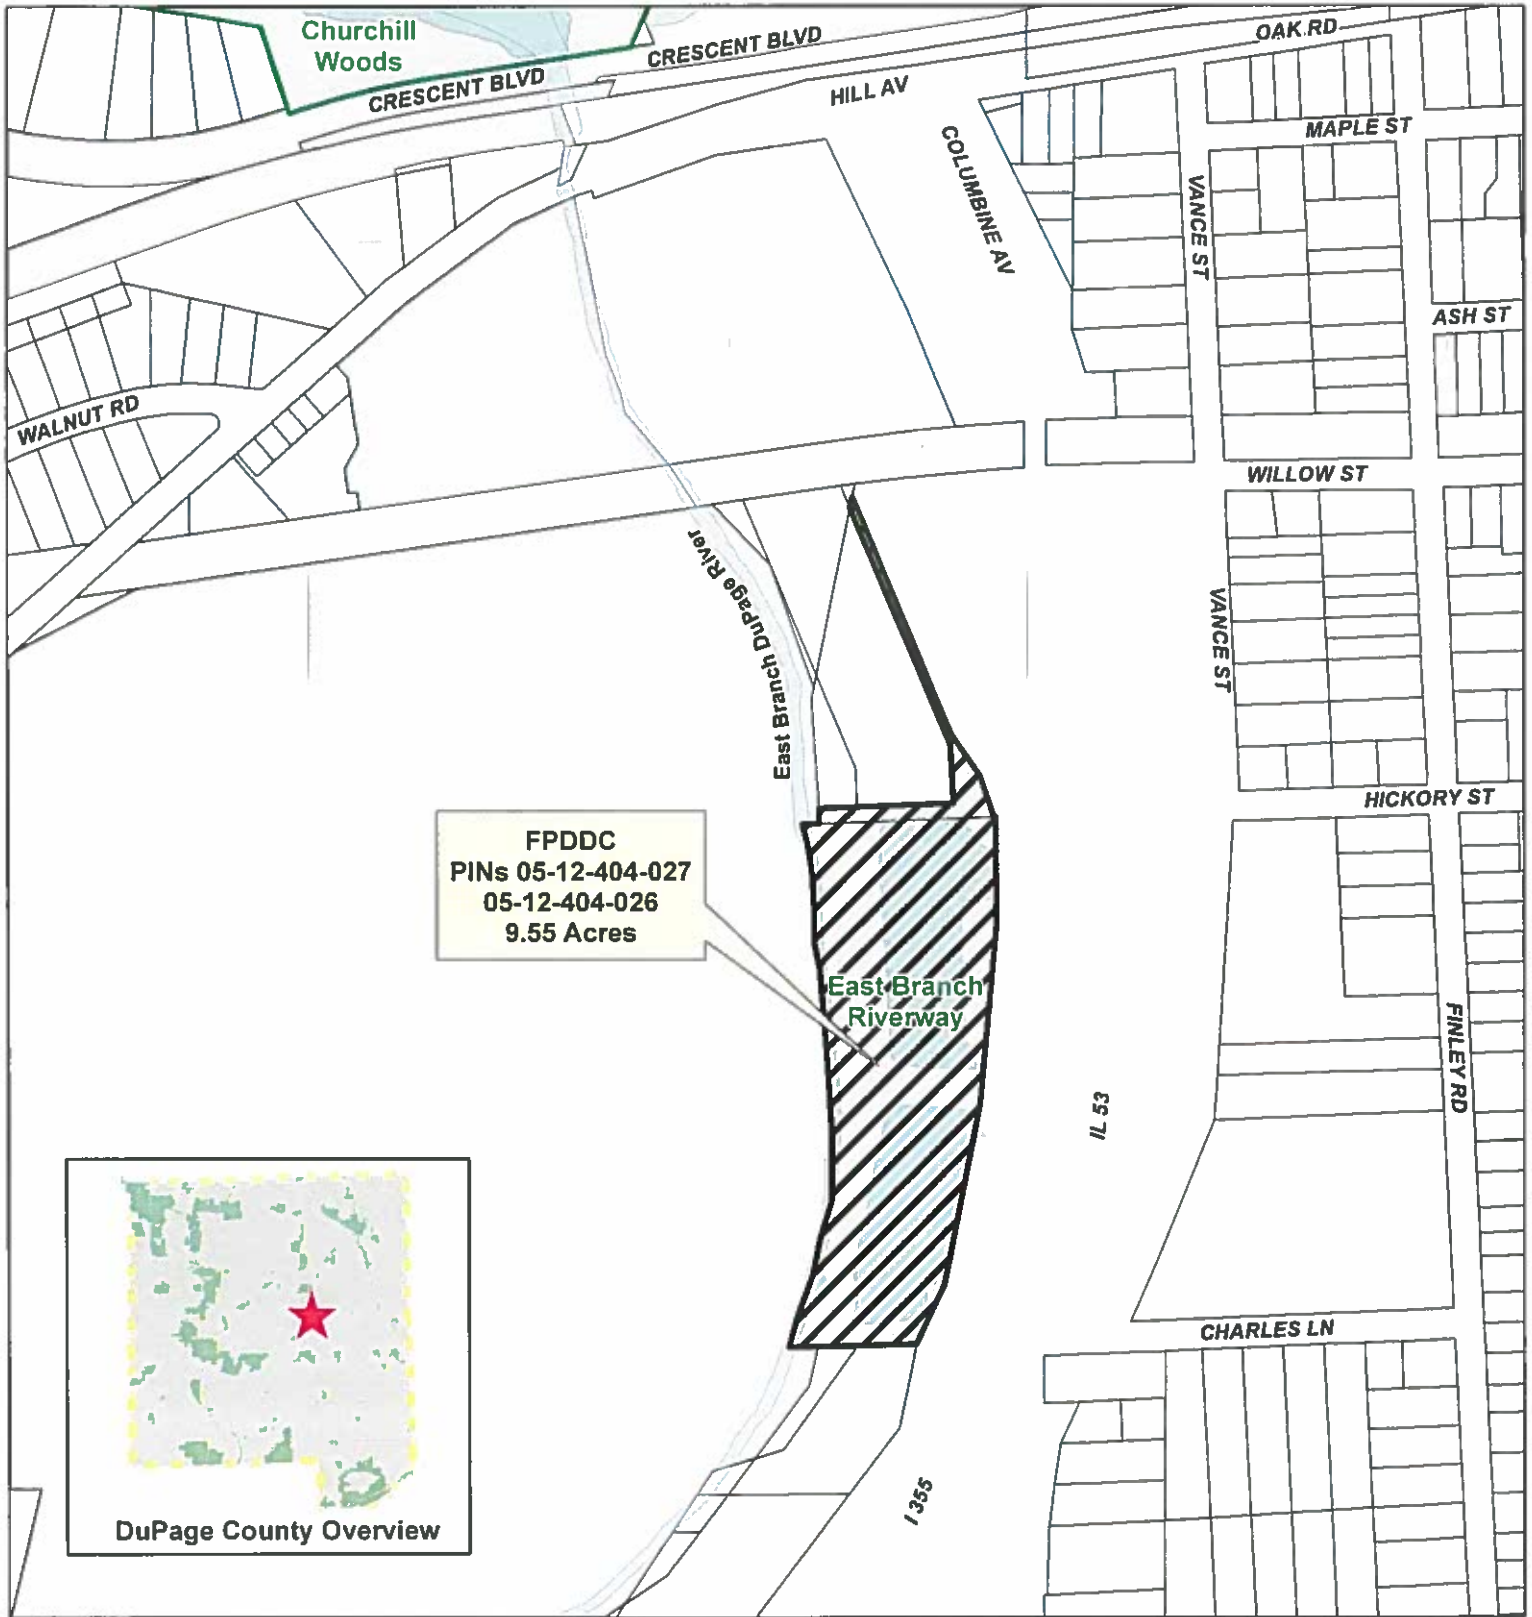 Churchill
Woods
CRESCENT BLVD
CRESCENT BLVD
OAK RD
HILL AV
MAPLE ST
COLUMBINE AV
VANCE ST
ASH ST
WALNUT RD
WILLOW ST
East Branch DuPage River
VANCE ST
HICKORY ST
FPDDC
PINs 05-12-404-027
05-12-404-026
9.55 Acres
East Branch
Riverway
FINLEY RD
IL 53
CHARLES LN
I 355
DuPage County Overview